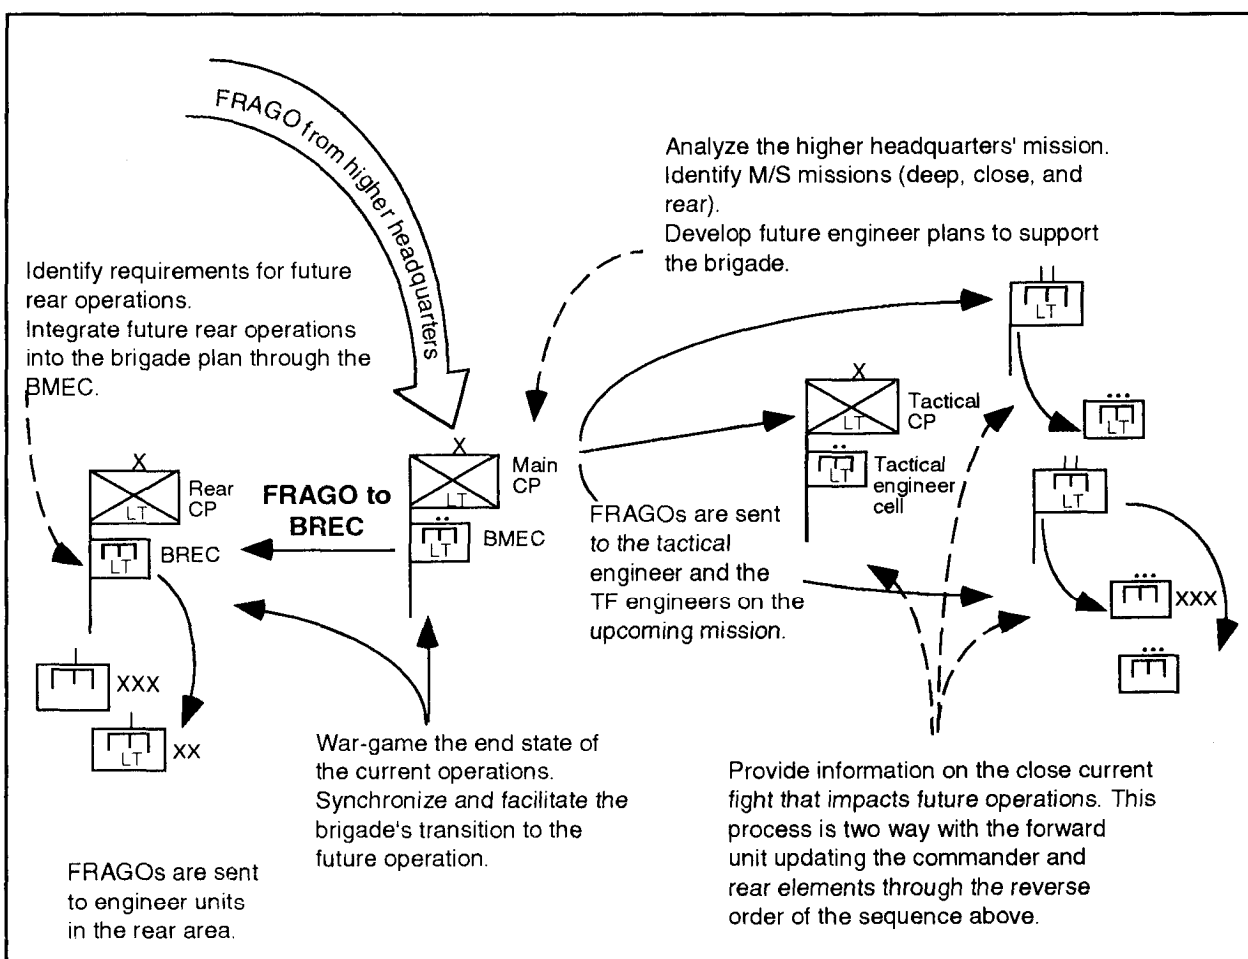 FRAGO from higher headquarters
Analyze the higher headquarters' mission.
Identify M/S missions (deep, close, and
rear).
Develop future engineer plans to support
the brigade.
Identify requirements for future
rear operations.
Integrate future rear operations
into the brigade plan through the
BMEC.
X
LT
Rear
CP
LT
BREC
XXX
LT
XX
FRAGO to
BREC
X
LT
Main
CP
LT
BMEC
X
LT
Tactical
CP
LT
Tactical
engineer
cell
LT
LT
LT
XXX
FRAGOs are sent
to the tactical
engineer and the
TF engineers on the
upcoming mission.
War-game the end state of
the current operations.
Synchronize and facilitate the
brigade's transition to the
future operation.
Provide information on the close current
fight that impacts future operations. This
process is two way with the forward
unit updating the commander and
rear elements through the reverse
order of the sequence above.
FRAGOs are sent
to engineer units
in the rear area.